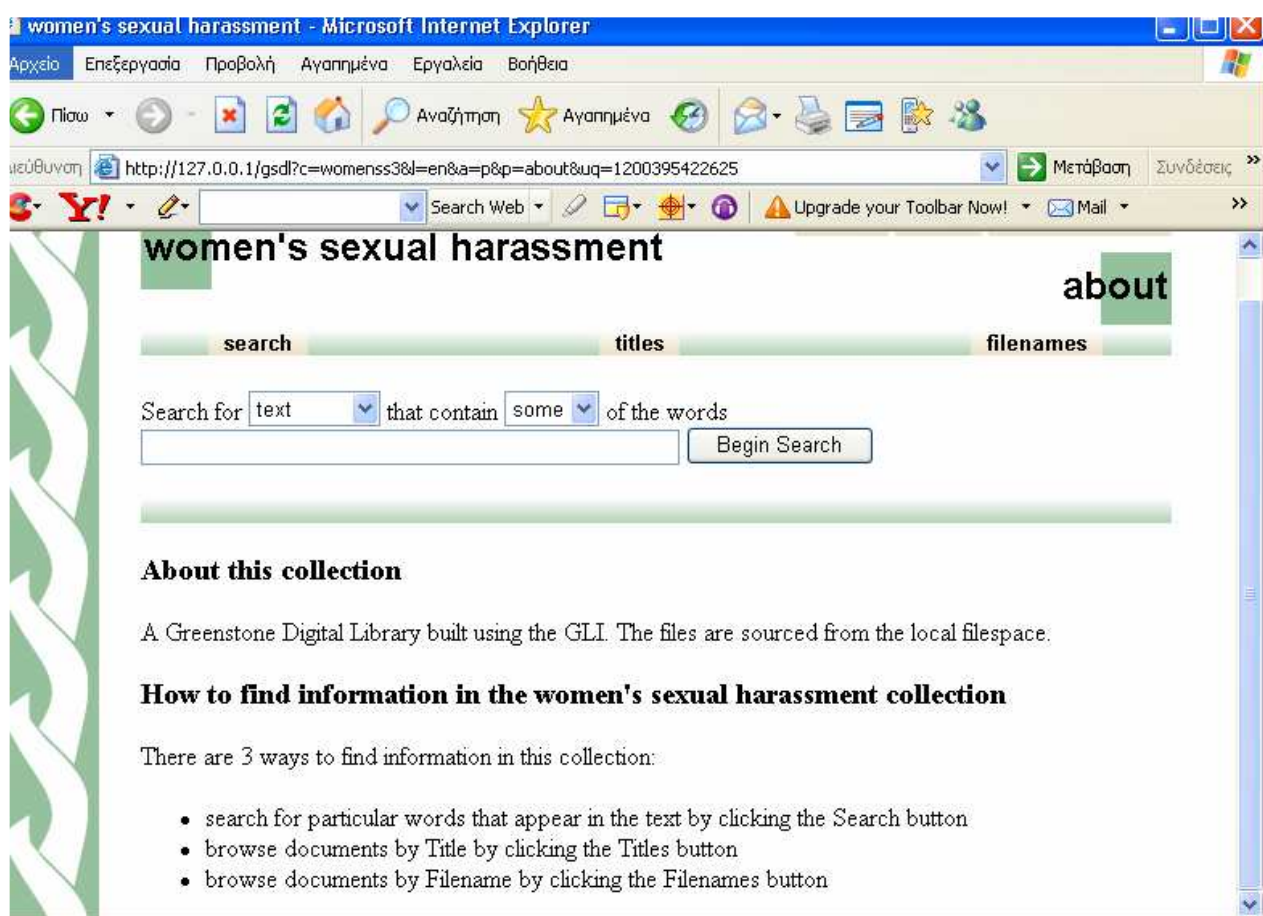 women's sexual harassment - Microsoft Internet Explorer
Αρχείο Επεξεργασία Προβολή Αγαπημένα Εργαλεία Βοήθεια
Πίσω Αναζήτηση Αγαπημένα
ιεύθυνση http://127.0.0.1/gsdl?c=womenss3&l=en&a=p&p=about&uq=1200395422625 Μετάβαση Συνδέσεις »
Y! Search Web Upgrade your Toolbar Now! Mail »
women's sexual harassment
about
search titles filenames
Search for text that contain some of the words
Begin Search
About this collection
A Greenstone Digital Library built using the GLI. The files are sourced from the local filespace.
How to find information in the women's sexual harassment collection
There are 3 ways to find information in this collection:
• search for particular words that appear in the text by clicking the Search button
• browse documents by Title by clicking the Titles button
• browse documents by Filename by clicking the Filenames button